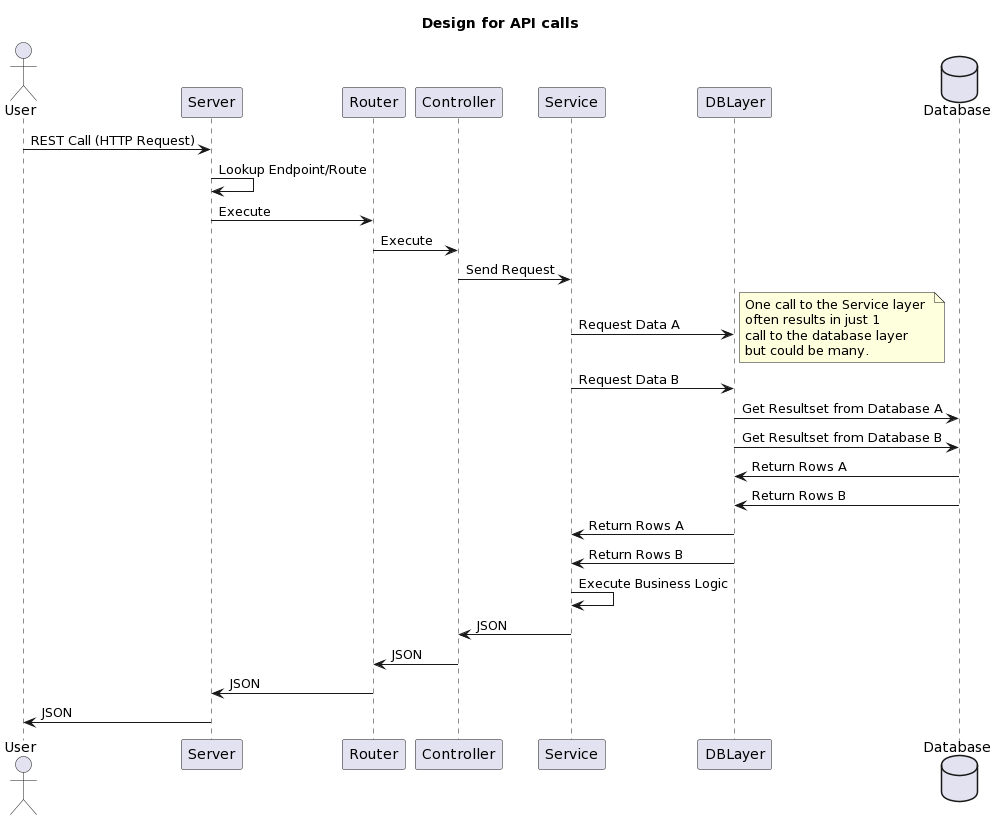 Design for API calls
User
Server
Router
Controller
Service
DBLayer
Database
REST Call (HTTP Request)
Lookup Endpoint/Route
Execute
Execute
Send Request
One call to the Service layer
often results in just 1
call to the database layer
but could be many.
Request Data A
Request Data B
Get Resultset from Database A
Get Resultset from Database B
Return Rows A
Return Rows B
Return Rows A
Return Rows B
Execute Business Logic
JSON
JSON
JSON
JSON
User
Server
Router
Controller
Service
DBLayer
Database